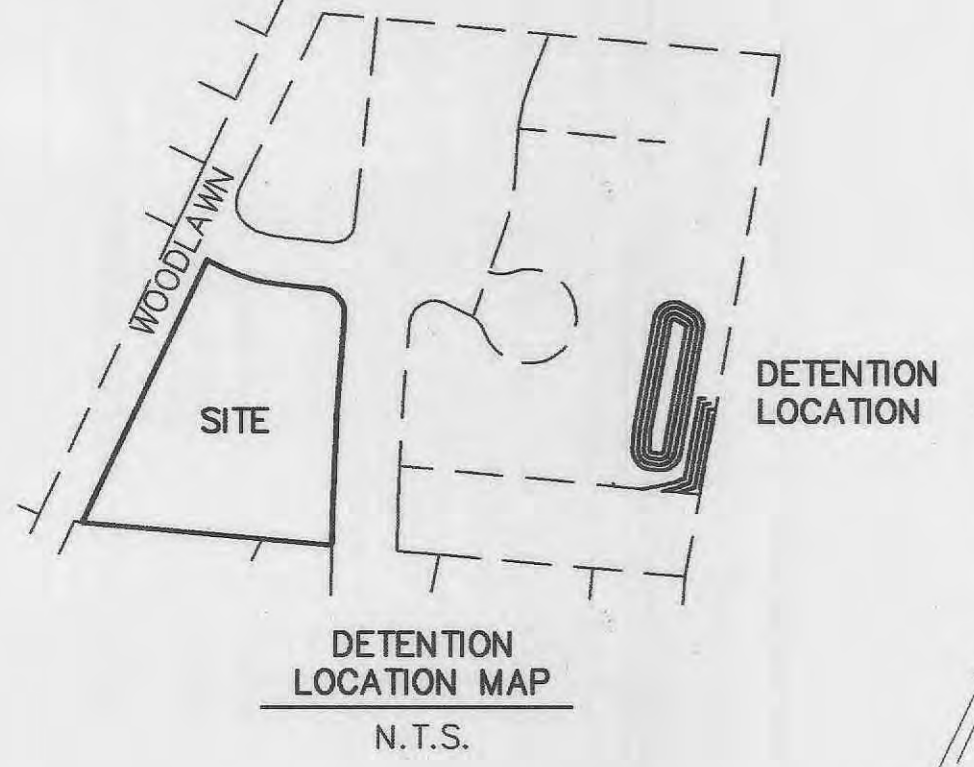 WOODLAWN
SITE
DETENTION
LOCATION
DETENTION
LOCATION MAP
N.T.S.